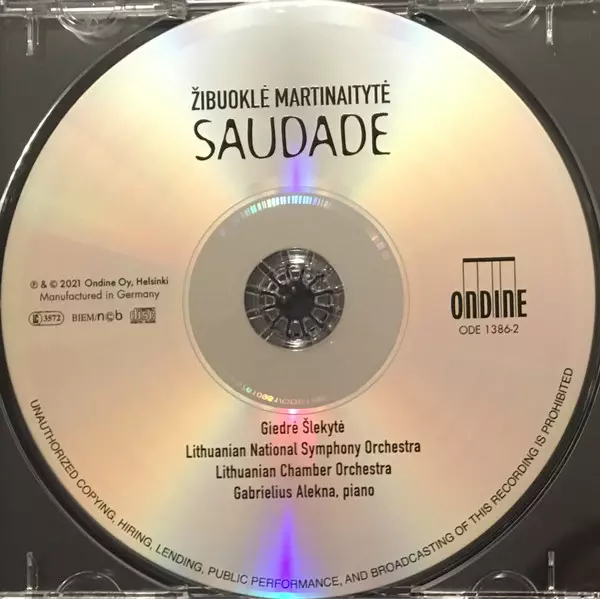 ŽIBUOKLĖ MARTINAITYTĖ
SAUDADE
℗ & © 2021 Ondine Oy, Helsinki
Manufactured in Germany
LC 3572
BIEM/n©b
ONDINE
ODE 1386-2
Giedrė Šlekytė
Lithuanian National Symphony Orchestra
Lithuanian Chamber Orchestra
Gabrielius Alekna, piano
UNAUTHORIZED COPYING, HIRING, LENDING, PUBLIC PERFORMANCE, AND BROADCASTING OF THIS RECORDING IS PROHIBITED